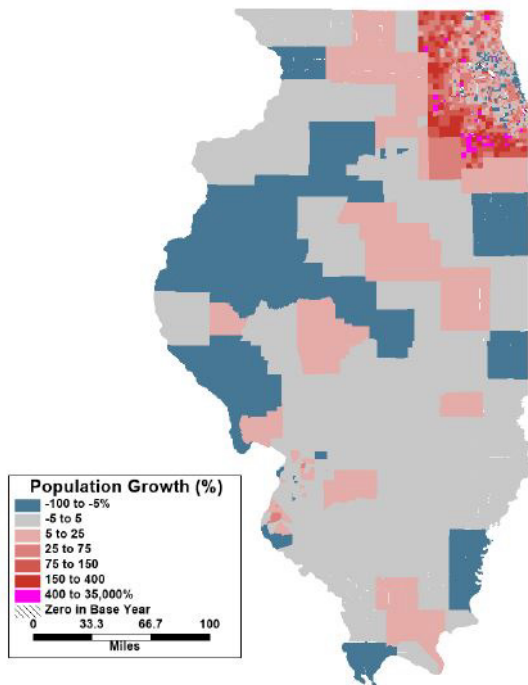 Population Growth (%)
-100 to -5%
-5 to 5
5 to 25
25 to 75
75 to 150
150 to 400
400 to 35,000%
Zero in Base Year
0 33.3 66.7 100
Miles